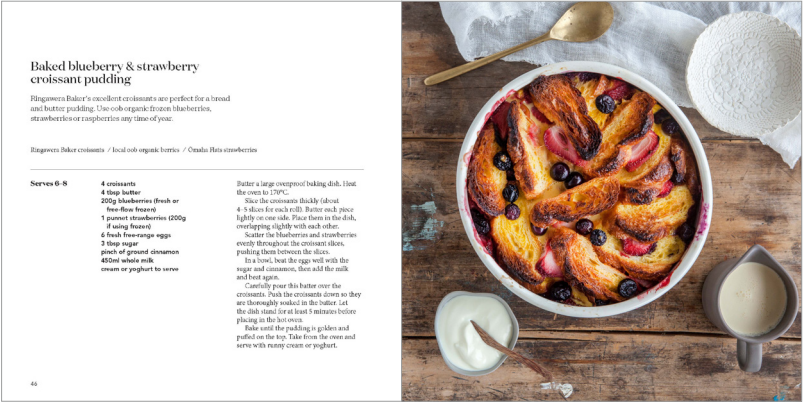 Baked blueberry & strawberry
croissant pudding
Ringawera Baker's excellent croissants are perfect for a bread
and butter pudding. Use oob organic frozen blueberries,
strawberries or raspberries any time of year.
Ringawera Baker croissants / local oob organic berries / Omaha Flats strawberries
Serves 6–8
4 croissants
4 tbsp butter
200g blueberries (fresh or
free-flow frozen)
1 punnet strawberries (200g
if using frozen)
6 fresh free-range eggs
3 tbsp sugar
pinch of ground cinnamon
450ml whole milk
cream or yoghurt to serve
Butter a large ovenproof baking dish. Heat
the oven to 170°C.
Slice the croissants thickly (about
4–5 slices for each roll). Butter each piece
lightly on one side. Place them in the dish,
overlapping slightly with each other.
Scatter the blueberries and strawberries
evenly throughout the croissant slices,
pushing them between the slices.
In a bowl, beat the eggs well with the
sugar and cinnamon, then add the milk
and beat again.
Carefully pour this batter over the
croissants. Push the croissants down so they
are thoroughly soaked in the batter. Let
the dish stand for at least 5 minutes before
placing in the hot oven.
Bake until the pudding is golden and
puffed on the top. Take from the oven and
serve with runny cream or yoghurt.
46